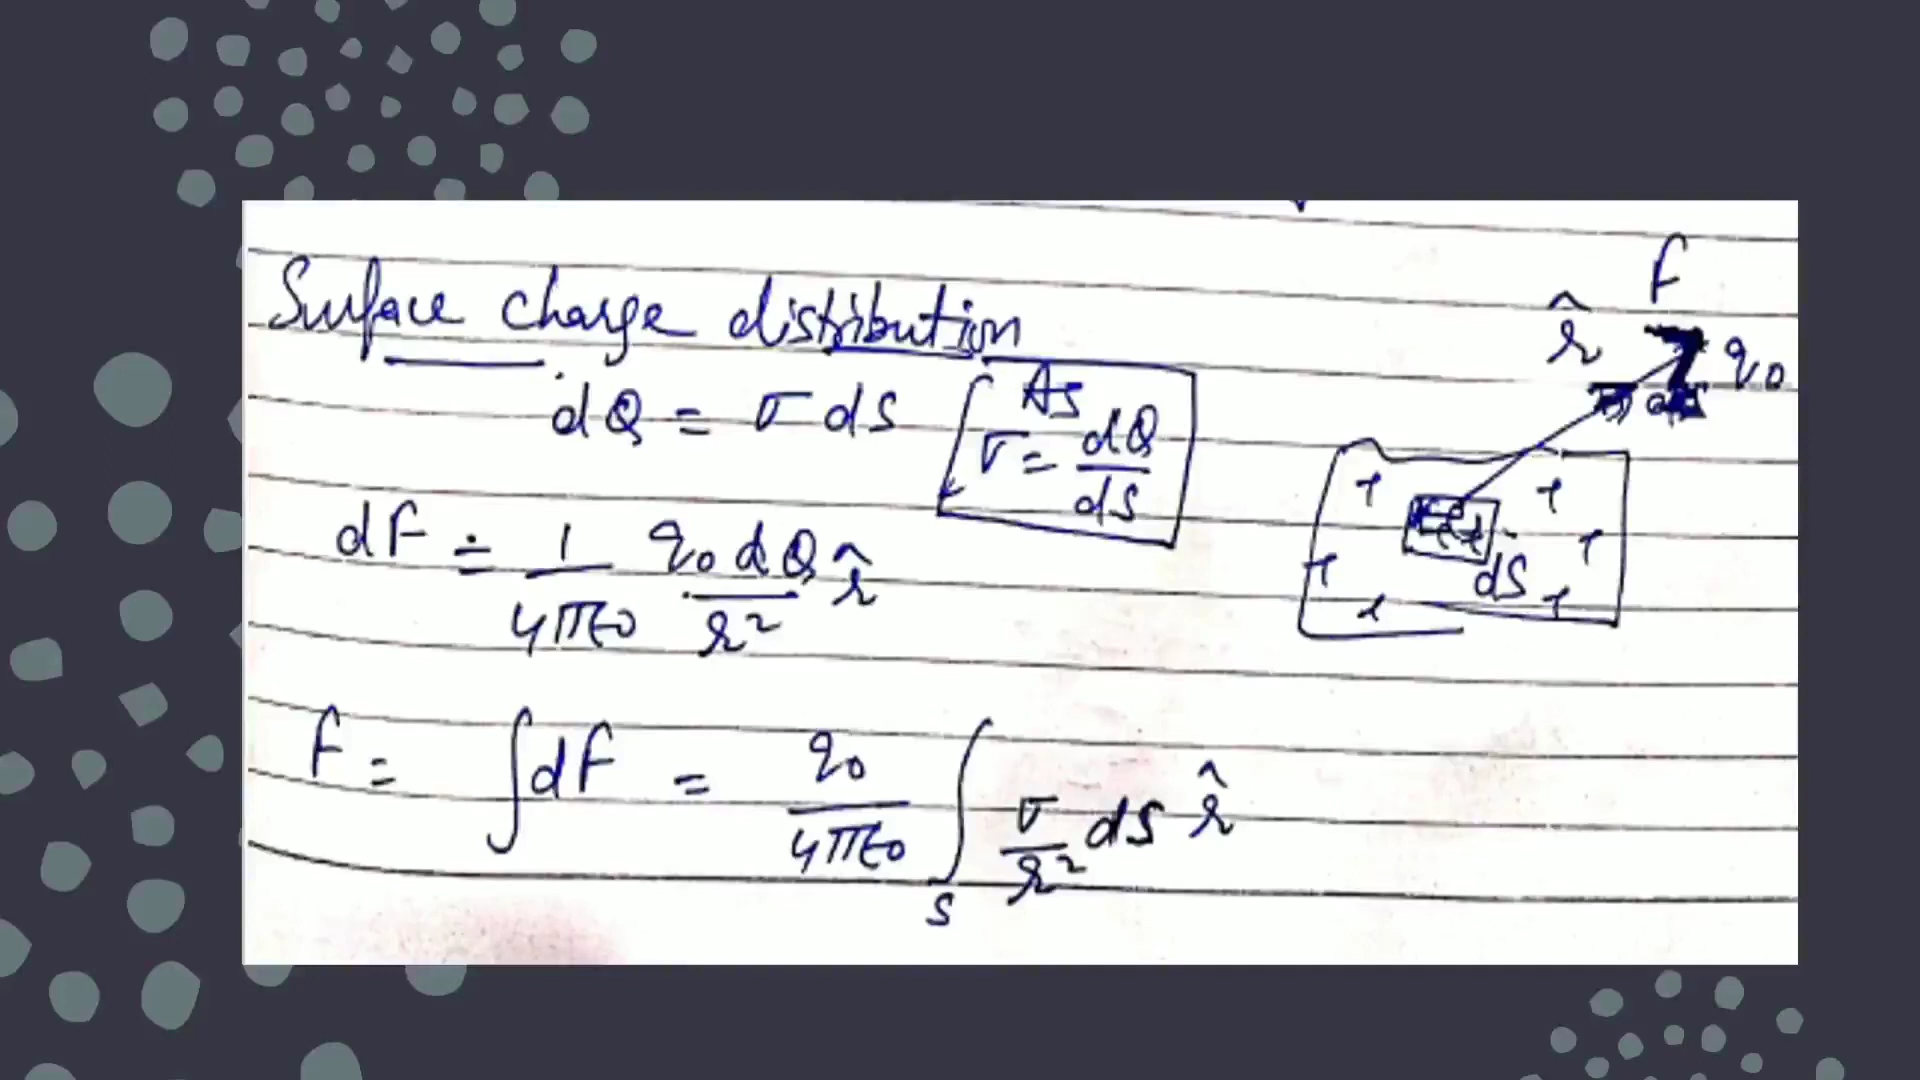 Surface charge distribution
dQ = σ dS
As
σ = dQ/dS
dF = 1/4πε0 q0 dQ/r² r̂
F = ∫dF = q0/4πε0 ∫S σ/r² dS r̂
F
r̂
q0
+ +
+ +
dS
+ +